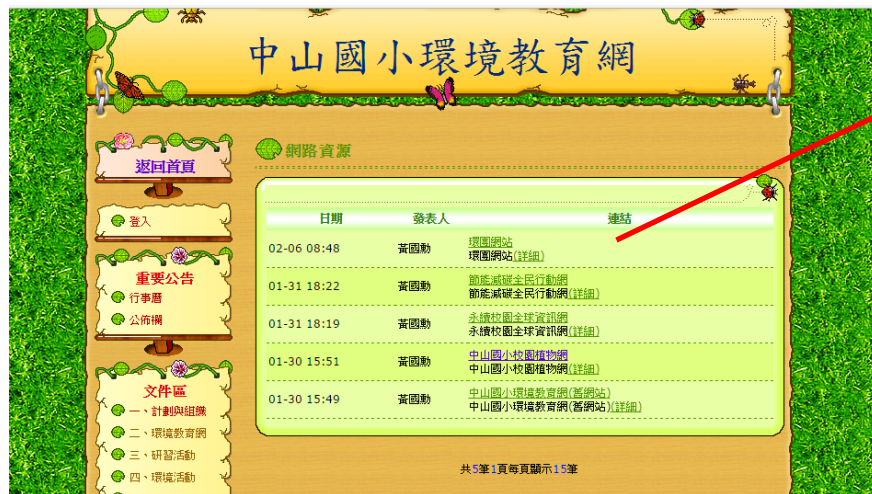 中山國小環境教育網
返回首頁
登入
重要公告
行事曆
公佈欄
文件區
一、計劃與組織
二、環境教育網
三、研習活動
四、環境活動
網路資源
日期 發表人 連結
02-06 08:48 黃國勳 環團網站
環團網站(詳細)
01-31 18:22 黃國勳 節能減碳全民行動網
節能減碳全民行動網(詳細)
01-31 18:19 黃國勳 永續校園全球資訊網
永續校園全球資訊網(詳細)
01-30 15:51 黃國勳 中山國小校園植物網
中山國小校園植物網(詳細)
01-30 15:49 黃國勳 中山國小環境教育網(舊網站)
中山國小環境教育網(舊網站)(詳細)
共5筆1頁每頁顯示15筆